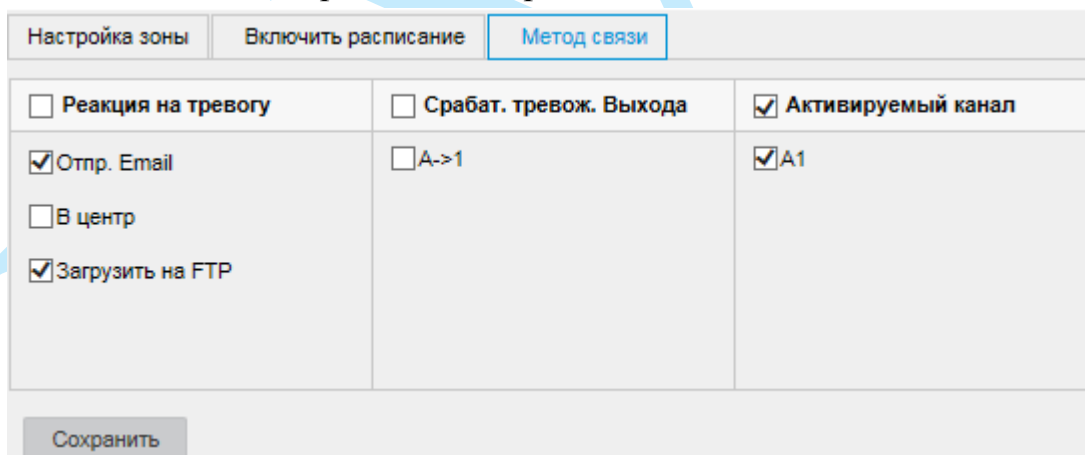 Настройка зоны Включить расписание Метод связи
Реакция на тревогу Срабат. тревож. Выхода Активируемый канал
Отпр. Email A->1 A1
В центр
Загрузить на FTP
Сохранить